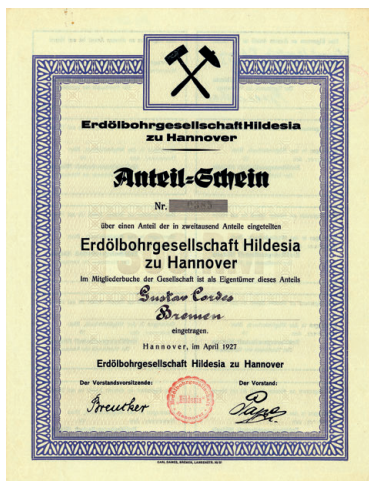 Erdölbohrgesellschaft Hildesia
zu Hannover
Anteil-Schein
Nr.
über einen Anteil der in zweitausend Anteile eingeteilten
Erdölbohrgesellschaft Hildesia
zu Hannover
Im Mitgliederbuche der Gesellschaft ist als Eigentümer dieses Anteils
Gustav Cordes
Bremen
eingetragen.
Hannover, im April 1927
Erdölbohrgesellschaft Hildesia zu Hannover
Der Vorstandsvorsitzende: Der Vorstand:
"Hildesia"